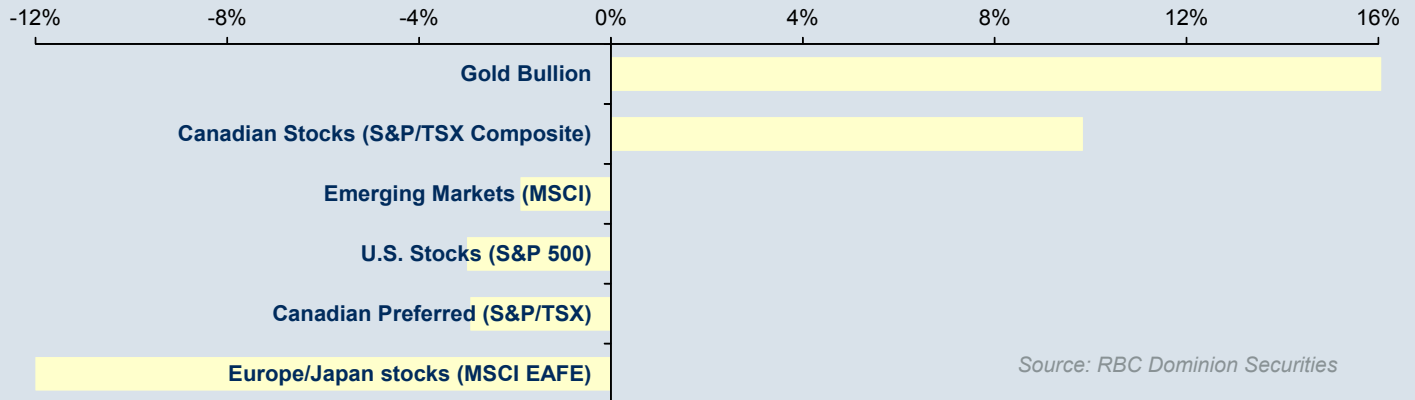 -12% -8% -4% 0% 4% 8% 12% 16%
Gold Bullion
Canadian Stocks (S&P/TSX Composite)
Emerging Markets (MSCI)
U.S. Stocks (S&P 500)
Canadian Preferred (S&P/TSX)
Europe/Japan stocks (MSCI EAFE)
Source: RBC Dominion Securities